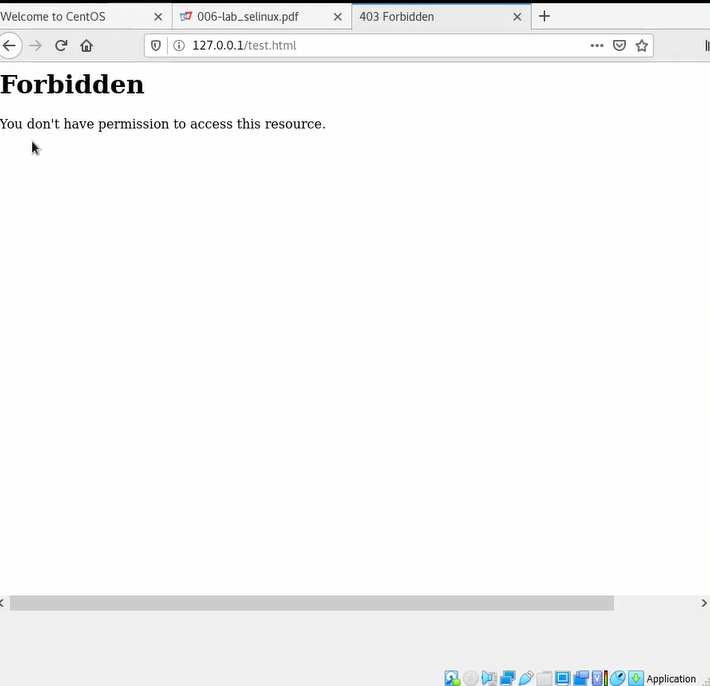 Welcome to CentOS
006-lab_selinux.pdf
403 Forbidden
127.0.0.1/test.html
Forbidden
You don't have permission to access this resource.
Application